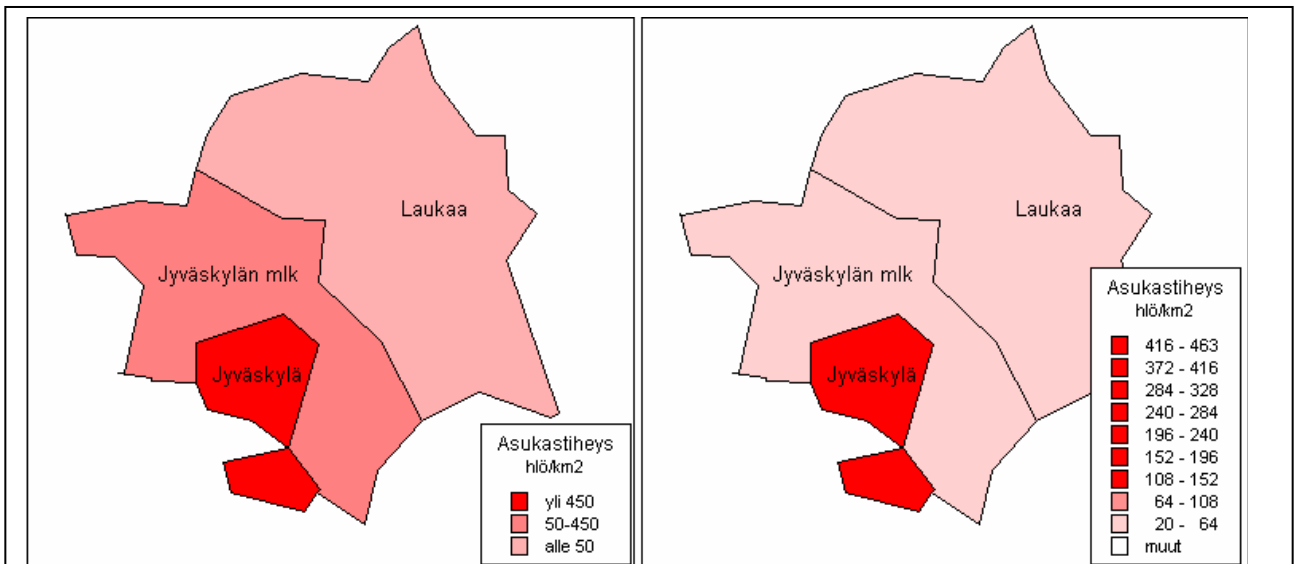 Laukaa
Jyväskylän mlk
Jyväskylä
Asukastiheys
hlö/km2
yli 450
50-450
alle 50
Laukaa
Jyväskylän mlk
Jyväskylä
Asukastiheys
hlö/km2
416 - 463
372 - 416
284 - 328
240 - 284
196 - 240
152 - 196
108 - 152
64 - 108
20 - 64
muut